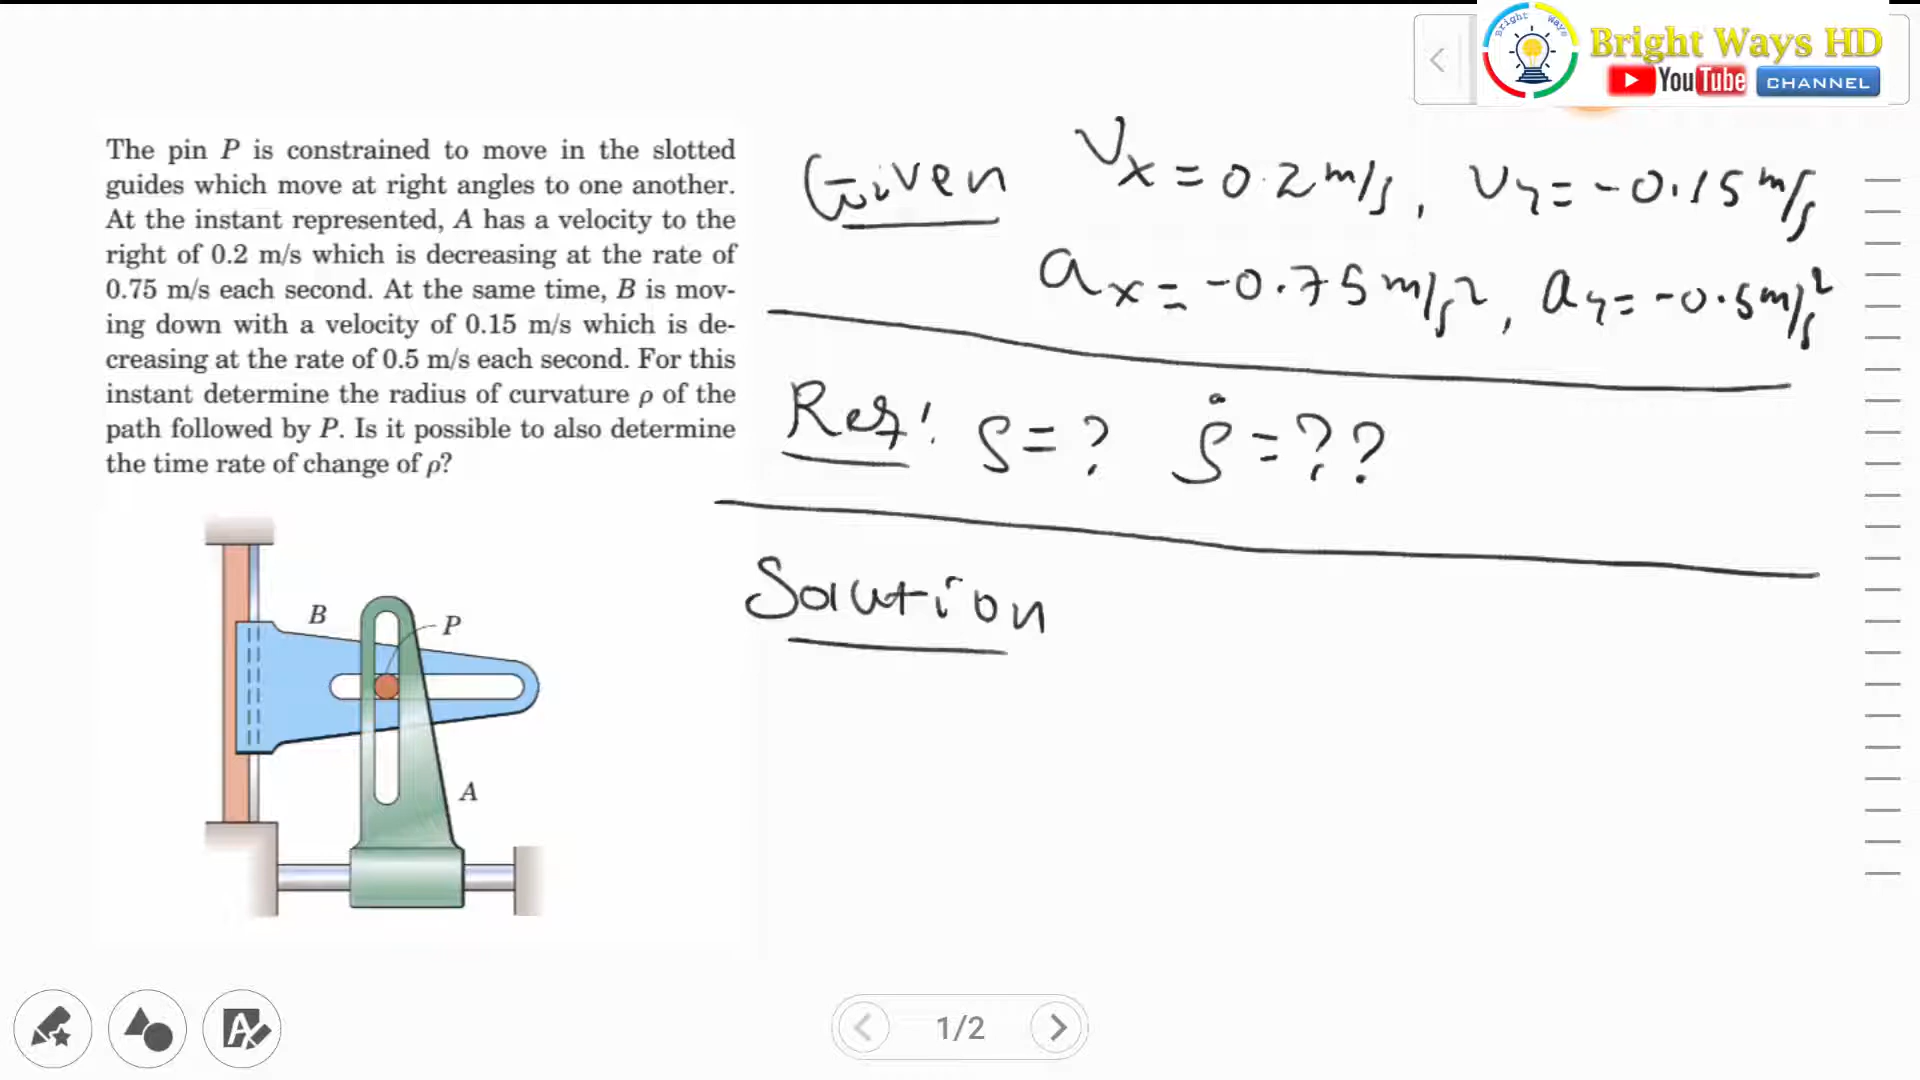 Bright Ways
Bright Ways HD
YouTube CHANNEL
The pin P is constrained to move in the slotted
guides which move at right angles to one another.
At the instant represented, A has a velocity to the
right of 0.2 m/s which is decreasing at the rate of
0.75 m/s each second. At the same time, B is mov-
ing down with a velocity of 0.15 m/s which is de-
creasing at the rate of 0.5 m/s each second. For this
instant determine the radius of curvature ρ of the
path followed by P. Is it possible to also determine
the time rate of change of ρ?
B
P
A
Given Vx = 0.2 m/s, Vy = -0.15 m/s
ax = -0.75 m/s², ay = -0.5 m/s²
Req: ρ = ? ρ̇ = ??
Solution
A
1/2